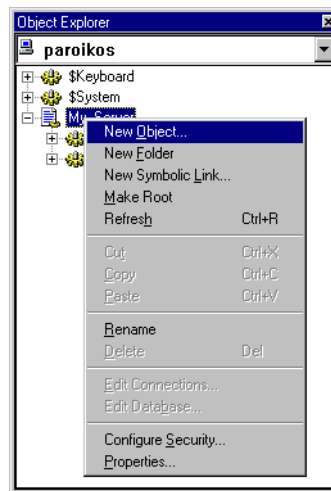 Object Explorer
paroikos
$Keyboard
$System
My_Server
New Object...
New Folder
New Symbolic Link...
Make Root
Refresh Ctrl+R
Cut Ctrl+X
Copy Ctrl+C
Paste Ctrl+V
Rename
Delete Del
Edit Connections...
Edit Database...
Configure Security...
Properties...